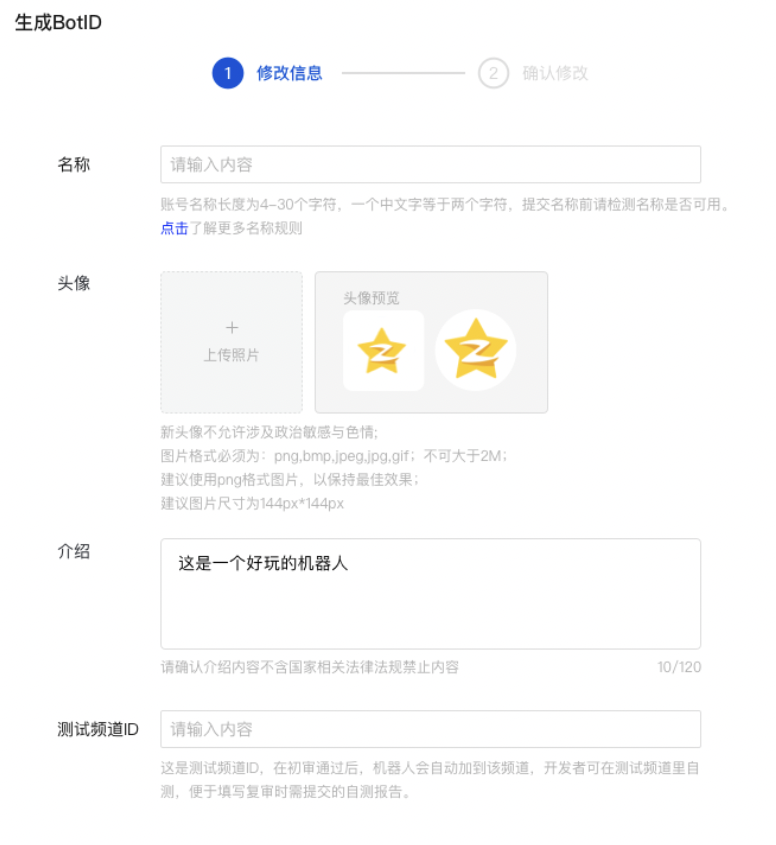 生成BotID
1 修改信息 2 确认修改
名称
请输入内容
账号名称长度为4-30个字符，一个中文字等于两个字符，提交名称前请检测名称是否可用。
点击了解更多名称规则
头像
+
上传照片
头像预览
新头像不允许涉及政治敏感与色情;
图片格式必须为：png,bmp,jpeg,jpg,gif；不可大于2M；
建议使用png格式图片，以保持最佳效果；
建议图片尺寸为144px*144px
介绍
这是一个好玩的机器人
请确认介绍内容不含国家相关法律法规禁止内容 10/120
测试频道ID
请输入内容
这是测试频道ID，在初审通过后，机器人会自动加到该频道，开发者可在测试频道里自
测，便于填写复审时需提交的自测报告。